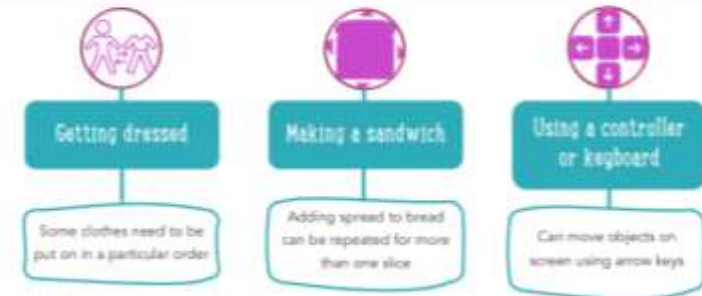 Getting dressed
Some clothes need to be
put on in a particular order
Making a sandwich
Adding spread to bread
can be repeated for more
than one slice
Using a controller
or keyboard
Can move objects on
screen using arrow keys